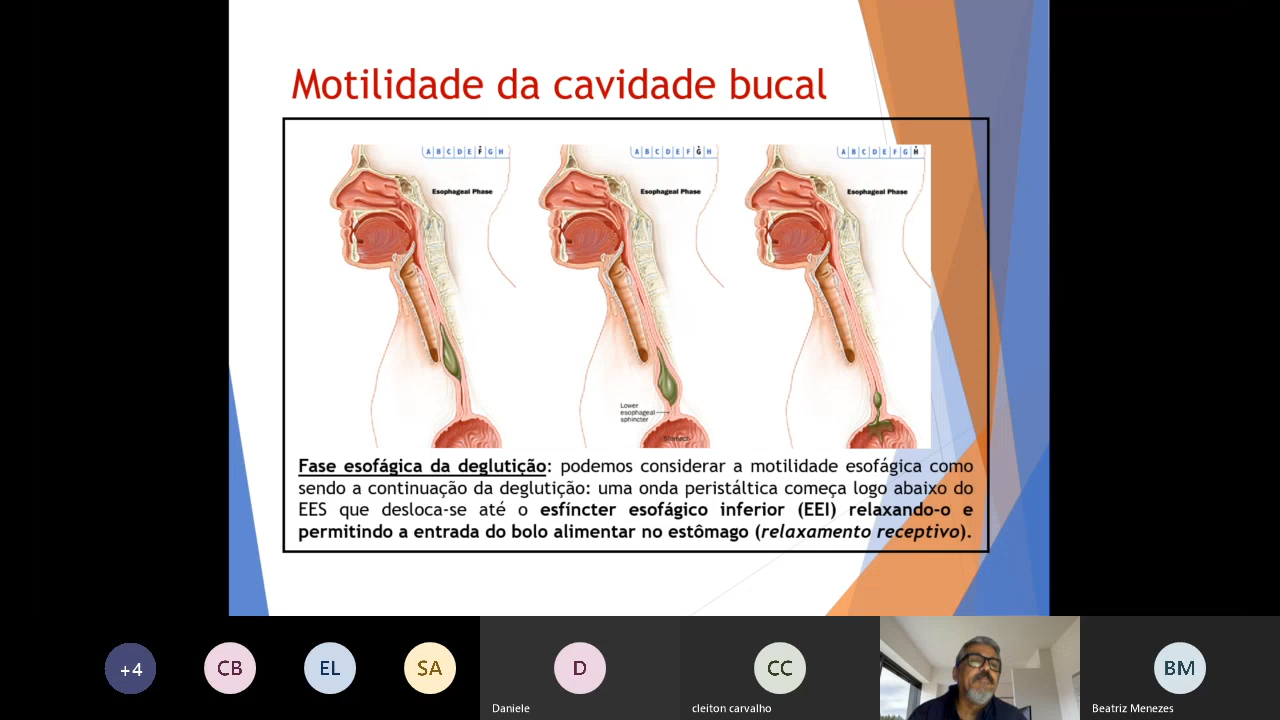 Motilidade da cavidade bucal
A B C D E F G H
A B C D E F G H
A B C D E F G H
Esophageal Phase
Esophageal Phase
Esophageal Phase
Lower
esophageal
sphincter
Stomach
Fase esofágica da deglutição: podemos considerar a motilidade esofágica como
sendo a continuação da deglutição: uma onda peristáltica começa logo abaixo do
EES que desloca-se até o esfíncter esofágico inferior (EEI) relaxando-o e
permitindo a entrada do bolo alimentar no estômago (relaxamento receptivo).
+4
CB
EL
SA
D
CC
BM
Daniele
cleiton carvalho
Beatriz Menezes